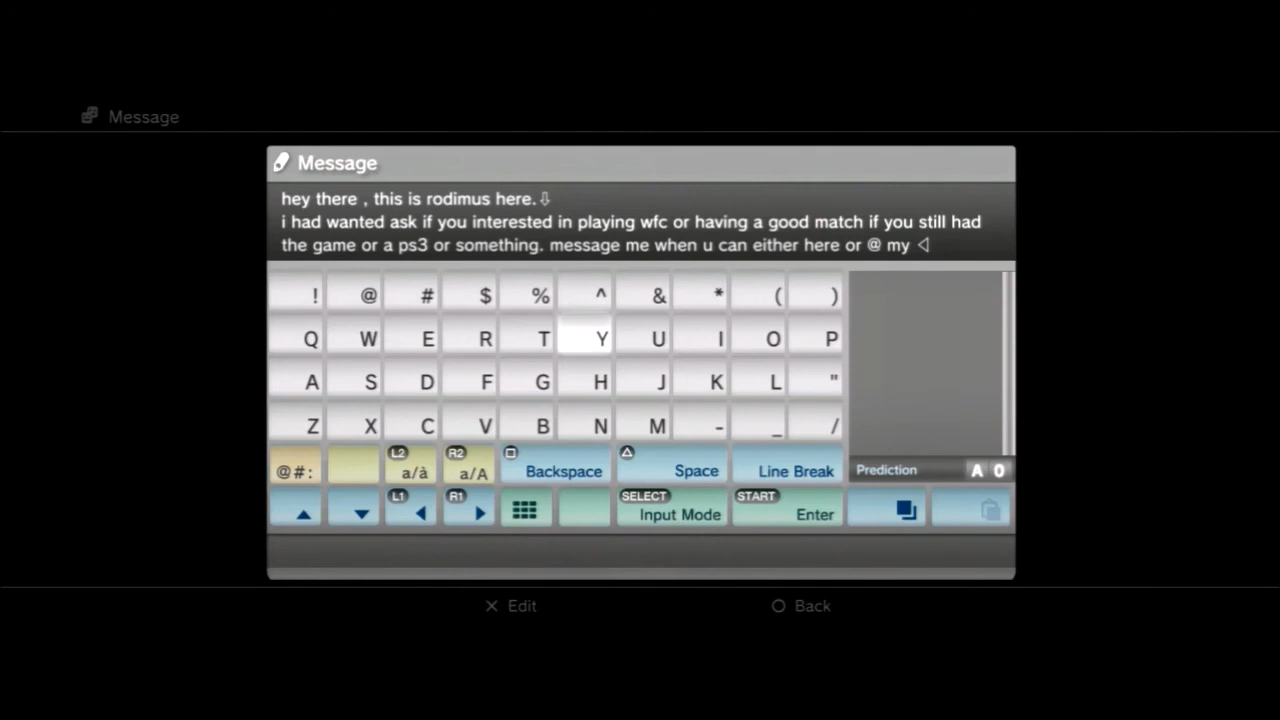 Message
Message
hey there , this is rodimus here.⇩
i had wanted ask if you interested in playing wfc or having a good match if you still had
the game or a ps3 or something. message me when u can either here or @ my ◁
! @ # $ % ^ & * ( )
Q W E R T Y U I O P
A S D F G H J K L "
Z X C V B N M - _ /
@#: L2 a/à R2 a/A □ Backspace △ Space Line Break Prediction A 0
▲ ▼ L1 ◀ R1 ▶ SELECT Input Mode START Enter
✕ Edit ○ Back